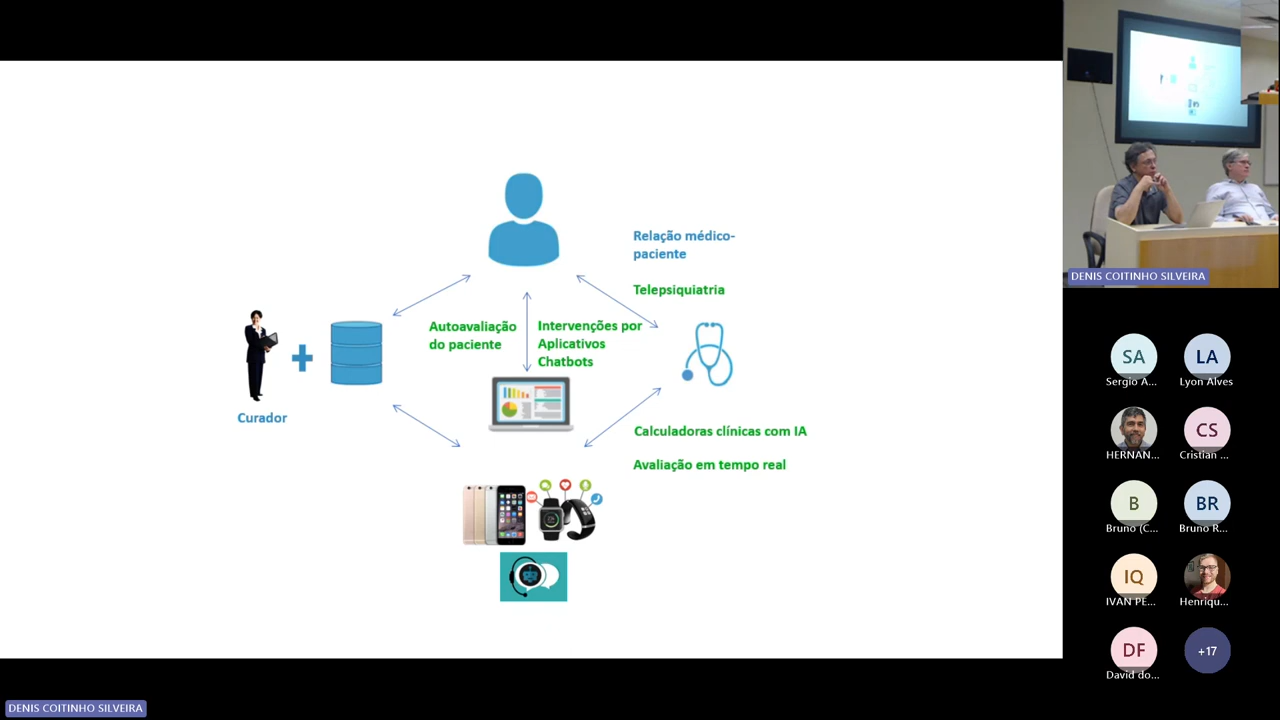 Relação médico-
paciente
Telepsiquiatria
Autoavaliação
do paciente
Intervenções por
Aplicativos
Chatbots
Curador
Calculadoras clínicas com IA
Avaliação em tempo real
DENIS COITINHO SILVEIRA
SA
LA
Sergio A...
Lyon Alves
CS
HERNAN...
Cristian ...
B
BR
Bruno (C...
Bruno R...
IQ
IVAN PE...
Henriqu...
DF
+17
David do...
DENIS COITINHO SILVEIRA